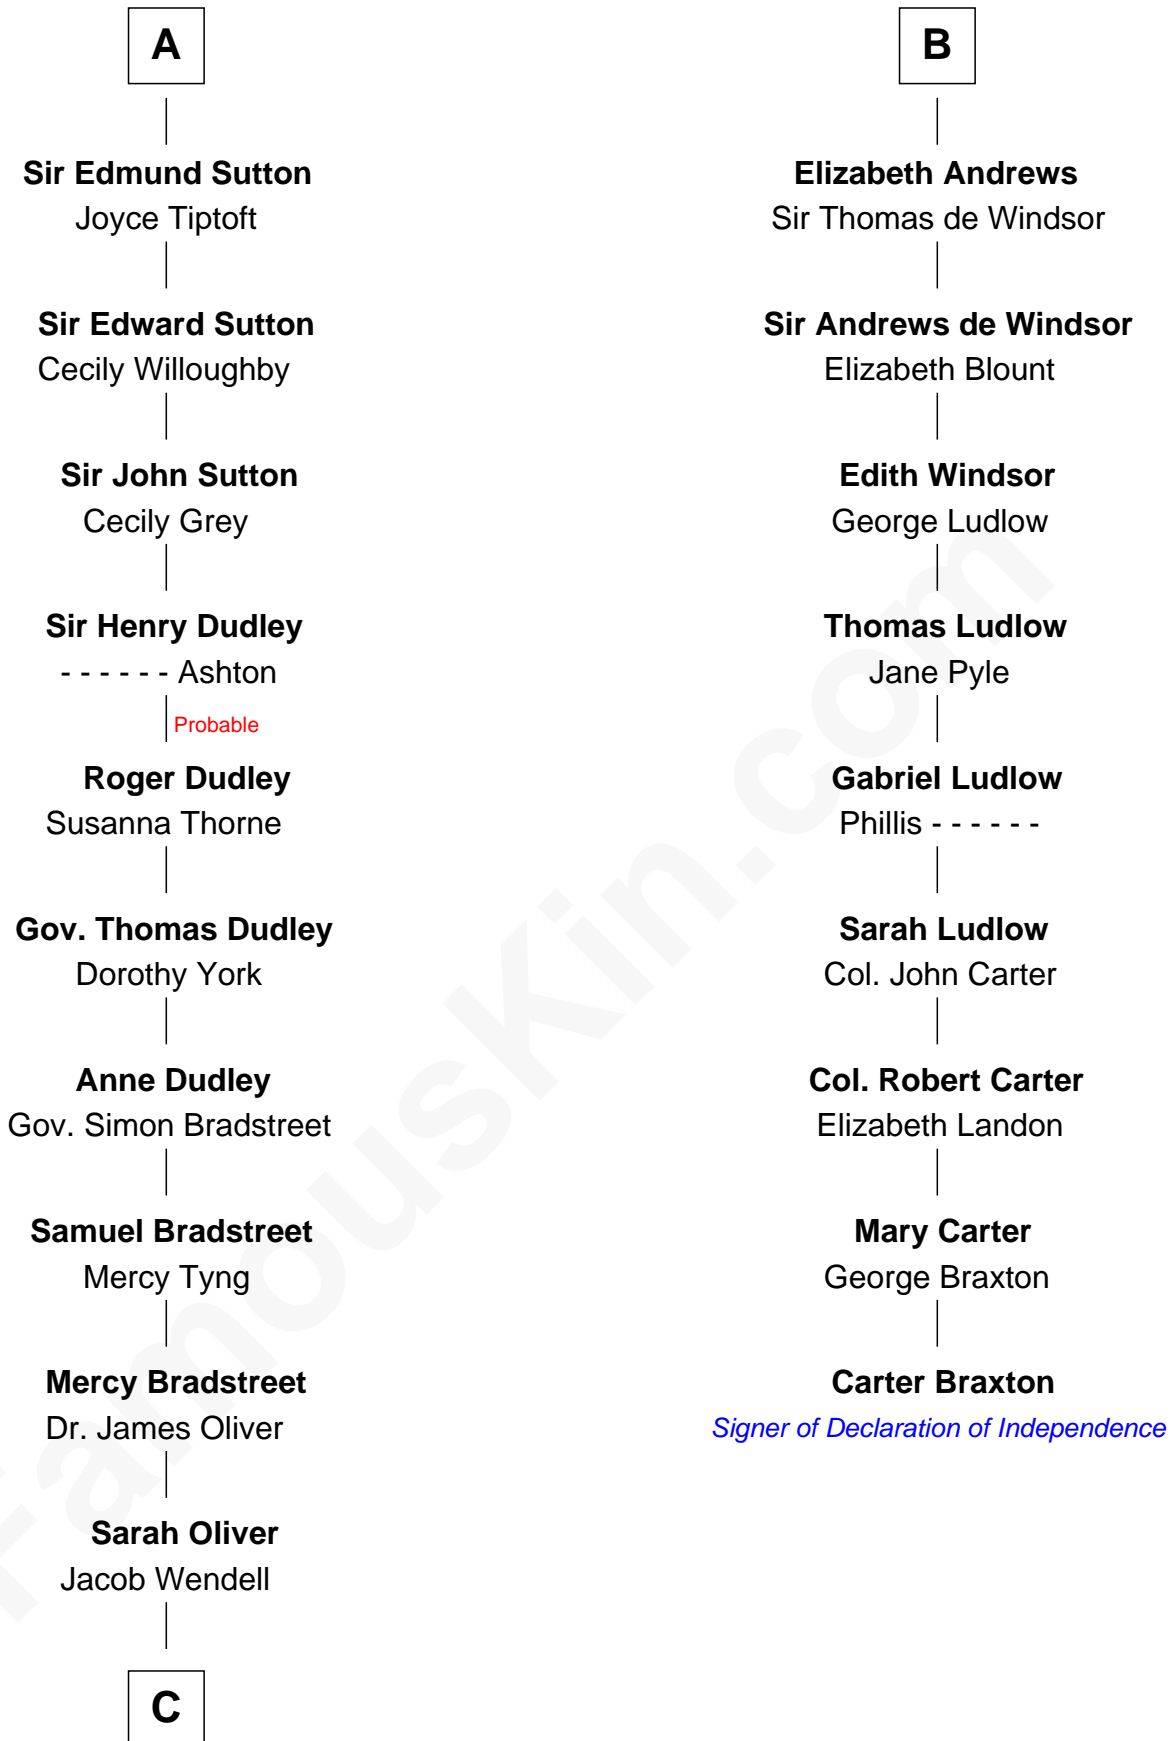 A
Sir Edmund Sutton
Joyce Tiptoft
Sir Edward Sutton
Cecily Willoughby
Sir John Sutton
Cecily Grey
Sir Henry Dudley
- - - - - - Ashton
Probable
Roger Dudley
Susanna Thorne
Gov. Thomas Dudley
Dorothy York
Anne Dudley
Gov. Simon Bradstreet
Samuel Bradstreet
Mercy Tyng
Mercy Bradstreet
Dr. James Oliver
Sarah Oliver
Jacob Wendell
C
B
Elizabeth Andrews
Sir Thomas de Windsor
Sir Andrews de Windsor
Elizabeth Blount
Edith Windsor
George Ludlow
Thomas Ludlow
Jane Pyle
Gabriel Ludlow
Phillis - - - - - -
Sarah Ludlow
Col. John Carter
Col. Robert Carter
Elizabeth Landon
Mary Carter
George Braxton
Carter Braxton
Signer of Declaration of Independence
FamousKin.com